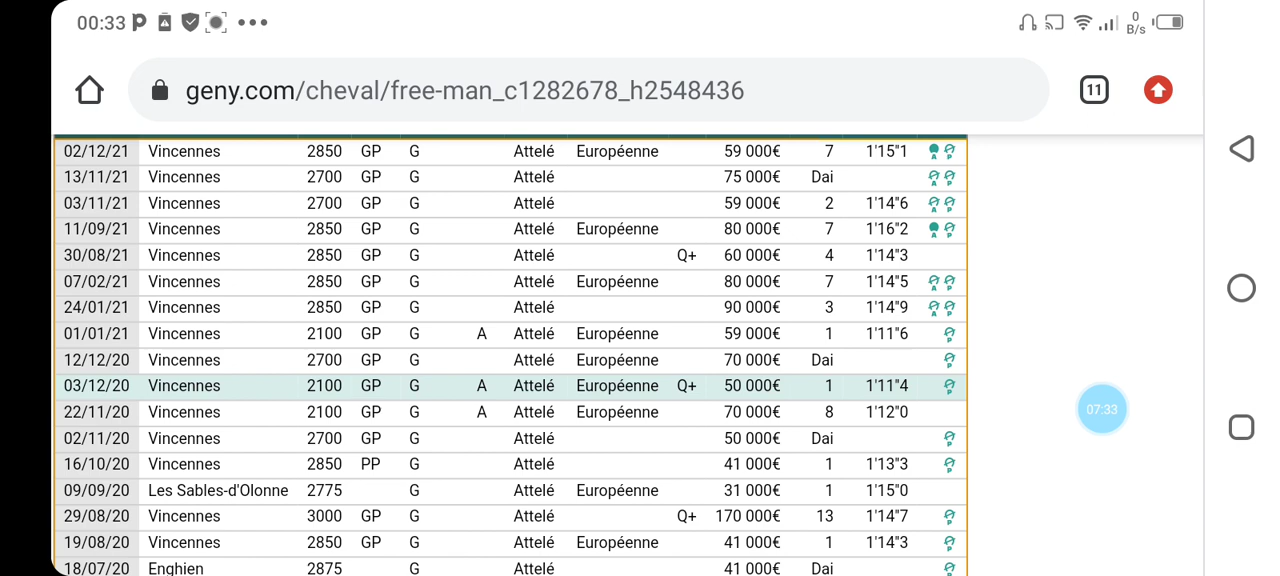 00:33 P 0 B/s
geny.com/cheval/free-man_c1282678_h2548436 11
02/12/21 Vincennes 2850 GP G Attelé Européenne 59 000€ 7 1'15"1 A P
13/11/21 Vincennes 2700 GP G Attelé 75 000€ Dai A P
03/11/21 Vincennes 2700 GP G Attelé 59 000€ 2 1'14"6 A P
11/09/21 Vincennes 2850 GP G Attelé Européenne 80 000€ 7 1'16"2 A P
30/08/21 Vincennes 2850 GP G Attelé Q+ 60 000€ 4 1'14"3
07/02/21 Vincennes 2850 GP G Attelé Européenne 80 000€ 7 1'14"5 A P
24/01/21 Vincennes 2850 GP G Attelé 90 000€ 3 1'14"9 A P
01/01/21 Vincennes 2100 GP G A Attelé Européenne 59 000€ 1 1'11"6 P
12/12/20 Vincennes 2700 GP G Attelé Européenne 70 000€ Dai P
03/12/20 Vincennes 2100 GP G A Attelé Européenne Q+ 50 000€ 1 1'11"4 P
22/11/20 Vincennes 2100 GP G A Attelé Européenne 70 000€ 8 1'12"0
02/11/20 Vincennes 2700 GP G Attelé 50 000€ Dai P
16/10/20 Vincennes 2850 PP G Attelé 41 000€ 1 1'13"3 P
09/09/20 Les Sables-d'Olonne 2775 G Attelé Européenne 31 000€ 1 1'15"0
29/08/20 Vincennes 3000 GP G Attelé Q+ 170 000€ 13 1'14"7 P
19/08/20 Vincennes 2850 GP G Attelé Européenne 41 000€ 1 1'14"3 P
18/07/20 Enghien 2875 G Attelé 41 000€ Dai P
07:33